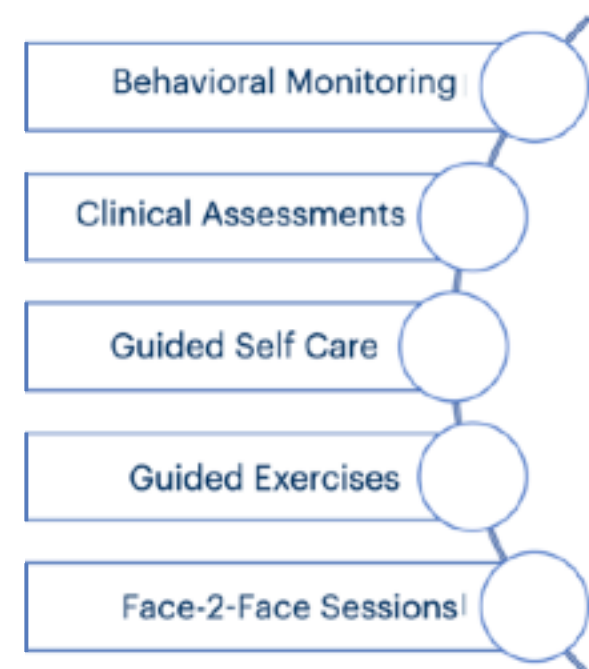 Behavioral Monitoring
Clinical Assessments
Guided Self Care
Guided Exercises
Face-2-Face Sessions